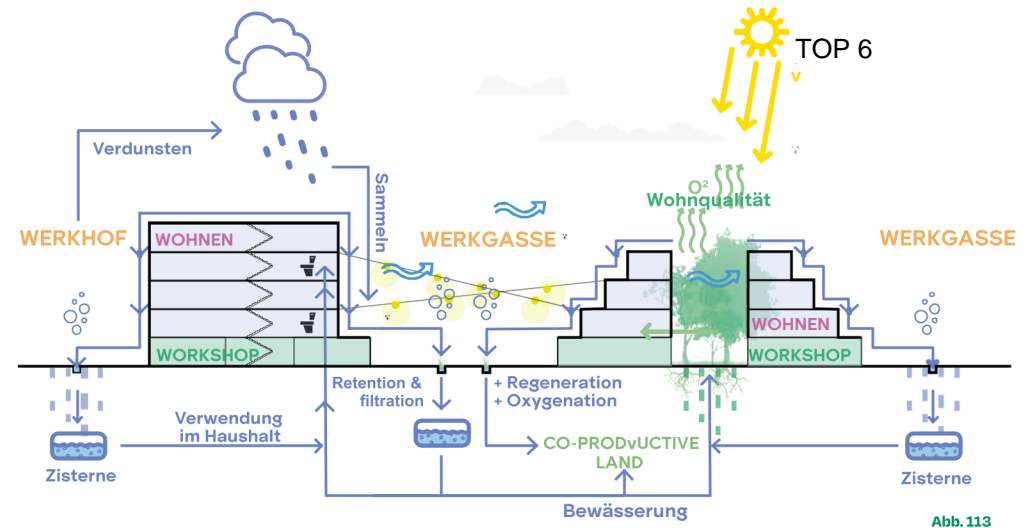 TOP 6
v
Verdunsten
Sammeln
O²
Wohnqualität
WERKHOF
WOHNEN
WERKGASSE
WERKGASSE
WOHNEN
WORKSHOP
WORKSHOP
Retention &
filtration
+ Regeneration
+ Oxygenation
Verwendung
im Haushalt
CO-PRODvUCTIVE
LAND
Zisterne
Zisterne
Bewässerung
Abb. 113